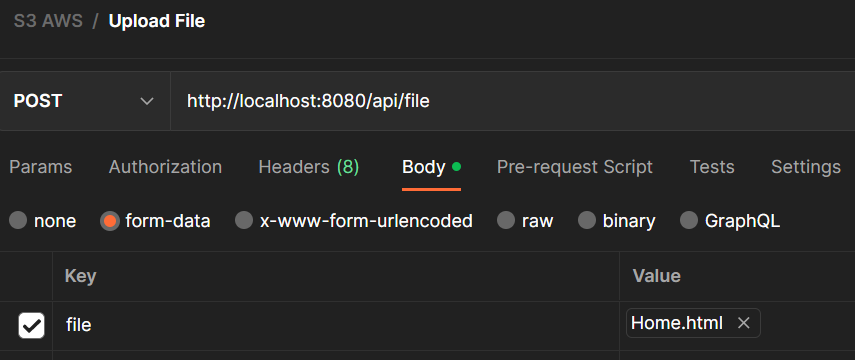 S3 AWS / Upload File
POST http://localhost:8080/api/file
Params Authorization Headers (8) Body Pre-request Script Tests Settings
none form-data x-www-form-urlencoded raw binary GraphQL
Key Value
file Home.html